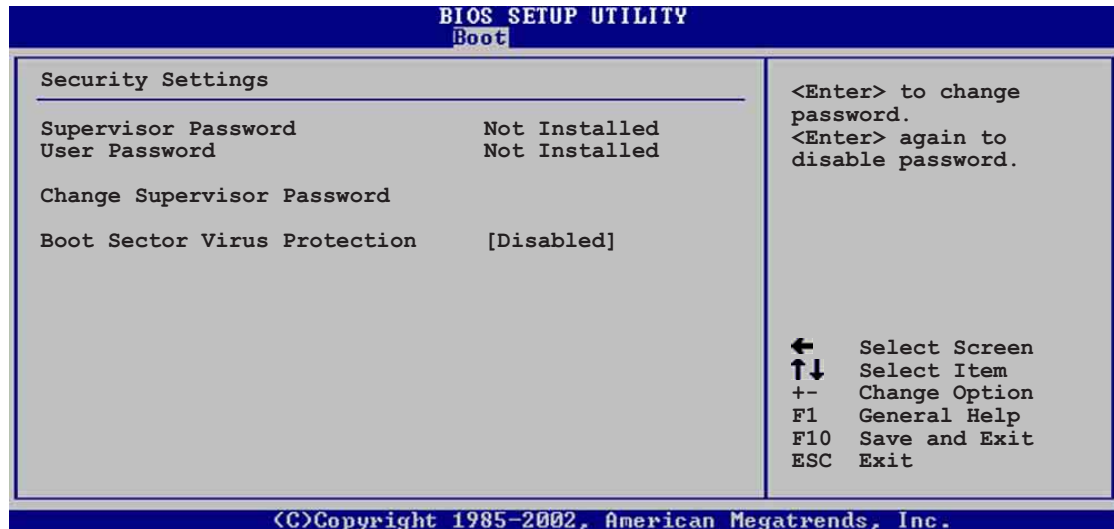 BIOS SETUP UTILITY
Boot
Security Settings
Supervisor Password Not Installed
User Password Not Installed
Change Supervisor Password
Boot Sector Virus Protection [Disabled]
<Enter> to change
password.
<Enter> again to
disable password.
← Select Screen
↑↓ Select Item
+- Change Option
F1 General Help
F10 Save and Exit
ESC Exit
(C)Copyright 1985-2002, American Megatrends, Inc.